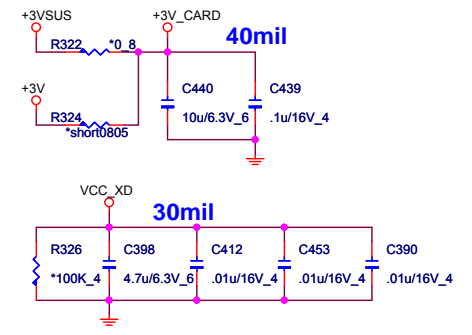 +3VSUS
+3V_CARD
R322
*0_8
40mil
+3V
C440
C439
R324
10u/6.3V_6
.1u/16V_4
*short0805
VCC_XD
30mil
R326
C398
C412
C453
C390
*100K_4
4.7u/6.3V_6
.01u/16V_4
.01u/16V_4
.01u/16V_4